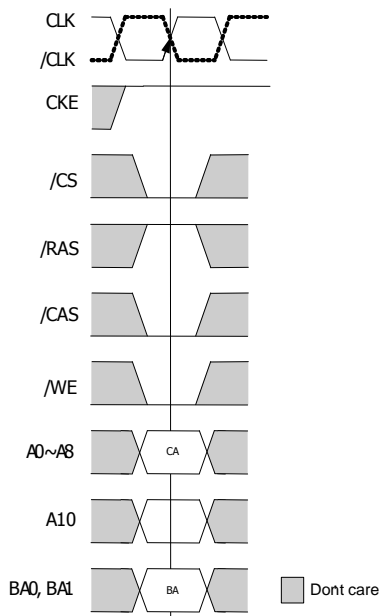 CLK
/CLK
CKE
/CS
/RAS
/CAS
/WE
A0~A8
CA
A10
BA0, BA1
BA
Dont care